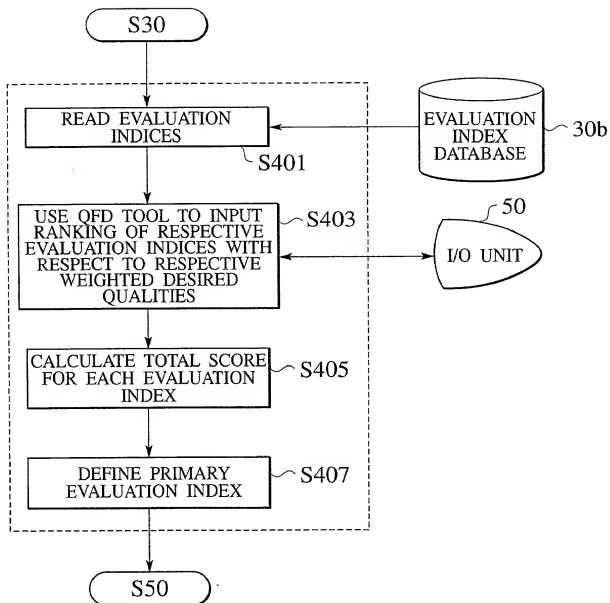 S30
READ EVALUATION
INDICES
S401
EVALUATION
INDEX
DATABASE
30b
USE QFD TOOL TO INPUT
RANKING OF RESPECTIVE
EVALUATION INDICES WITH
RESPECT TO RESPECTIVE
WEIGHTED DESIRED
QUALITIES
S403
50
I/O UNIT
CALCULATE TOTAL SCORE
FOR EACH EVALUATION
INDEX
S405
DEFINE PRIMARY
EVALUATION INDEX
S407
S50